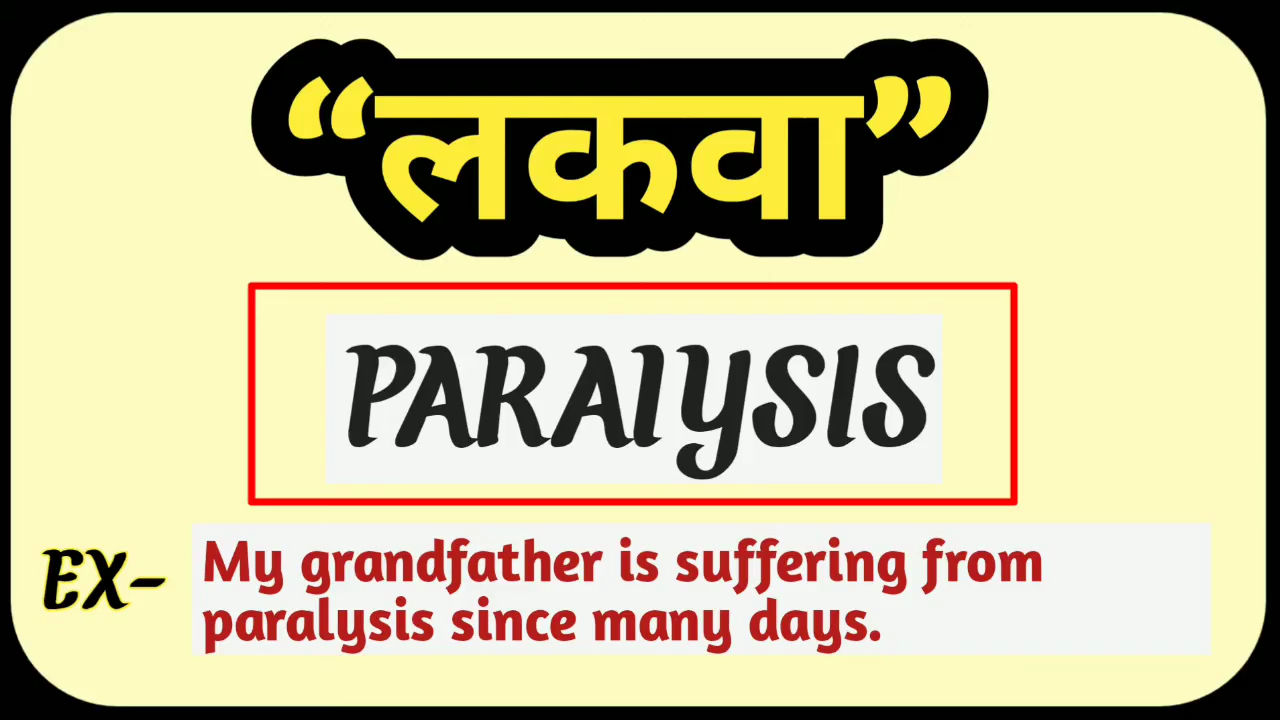 “लकवा”
PARALYSIS
EX- My grandfather is suffering from
paralysis since many days.